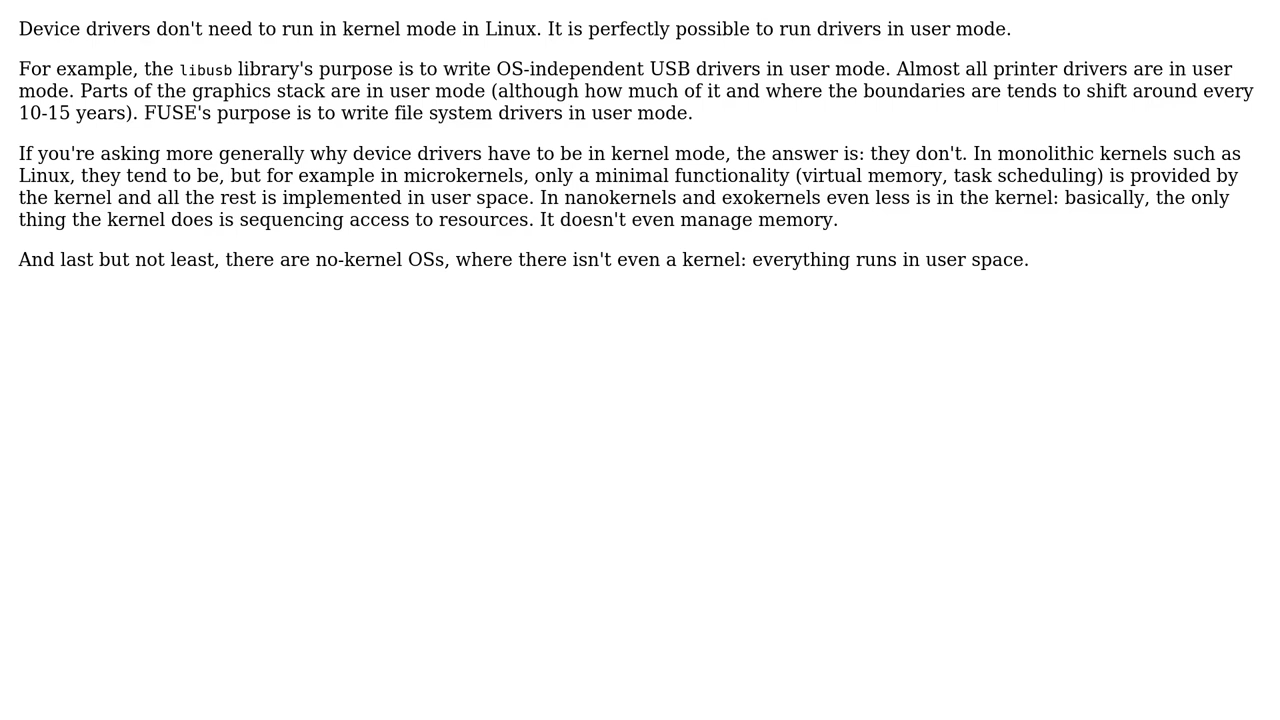 Device drivers don't need to run in kernel mode in Linux. It is perfectly possible to run drivers in user mode.
For example, the libusb library's purpose is to write OS-independent USB drivers in user mode. Almost all printer drivers are in user
mode. Parts of the graphics stack are in user mode (although how much of it and where the boundaries are tends to shift around every
10-15 years). FUSE's purpose is to write file system drivers in user mode.
If you're asking more generally why device drivers have to be in kernel mode, the answer is: they don't. In monolithic kernels such as
Linux, they tend to be, but for example in microkernels, only a minimal functionality (virtual memory, task scheduling) is provided by
the kernel and all the rest is implemented in user space. In nanokernels and exokernels even less is in the kernel: basically, the only
thing the kernel does is sequencing access to resources. It doesn't even manage memory.
And last but not least, there are no-kernel OSs, where there isn't even a kernel: everything runs in user space.